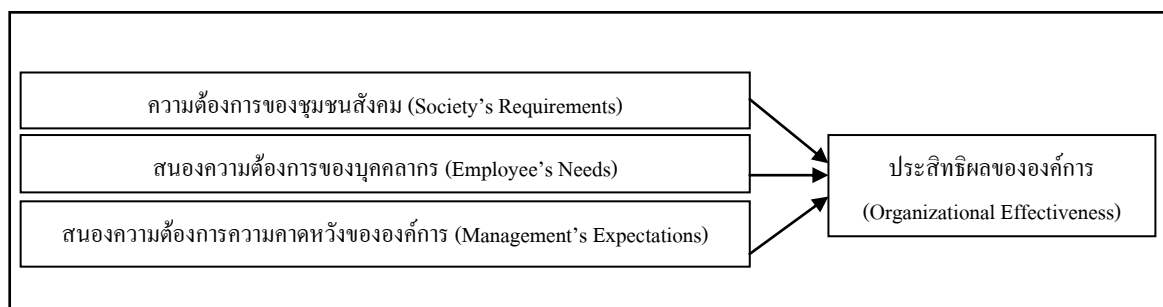 ความต้องการของชุมชนสังคม (Society’s Requirements)
สนองความต้องการของบุคคลากร (Employee’s Needs)
สนองความต้องการความคาดหวังขององค์การ (Management’s Expectations)
ประสิทธิผลขององค์การ
(Organizational Effectiveness)